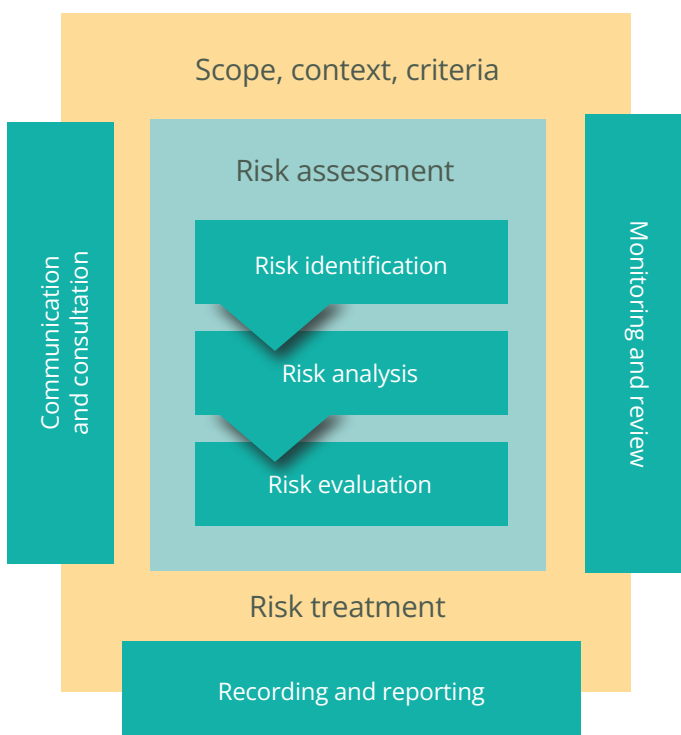 Scope, context, criteria
Risk assessment
Risk identification
Risk analysis
Risk evaluation
Communication
and consultation
Monitoring and review
Risk treatment
Recording and reporting